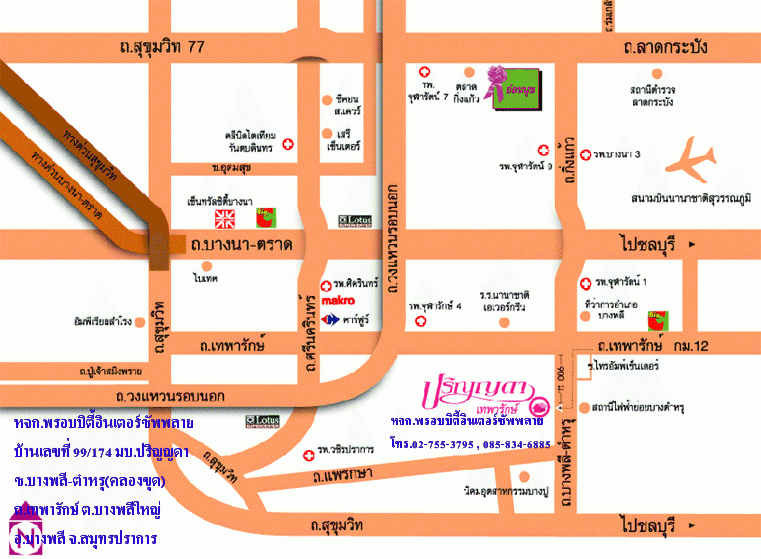 ถ.ร่มเกล้า
ถ.สุขุมวิท 77
ถ.ลาดกระบัง
รพ.
จุฬารัตน์ 7
ตลาด
กิ่งแก้ว
อ่อนนุช
สถานีตำรวจ
ลาดกระบัง
ซีคอน
สแควร์
คลีนิคไตเทียม
วันตบดินทร
เสรี
เซ็นเตอร์
ทางด่วนสุขุมวิท
ทางด่วนบางนา-ตราด
ซ.อุดมสุข
รพ.จุฬารัตน์ 9
ถ.กิ่งแก้ว
รพ.บางนา 3
สนามบินนานาชาติสุวรรณภูมิ
เซ็นทรัลซิตี้บางนา
Big
Lotus
SUPERCENTER
ถ.วงแหวนรอบนอก
ถ.บางนา-ตราด
ไปชลบุรี
ไบเทค
รพ.ศิครินทร์
makro
คาร์ฟูร์
รพ.จุฬารัตน์ 4
ร.ร.นานาชาติ
เอเวอร์กรีน
รพ.จุฬารัตน์ 1
ที่ว่าการอำเภอ
บางพลี
Big
อิมพีเรียลสำโรง
ถ.สุขุมวิท
ถ.ศรีนครินทร์
ถ.เทพารักษ์
ถ.เทพารักษ์ กม.12
ถ.ปู่เจ้าสมิงพราย
ซ.ไทรอัมพ์เซ็นเตอร์
900 ม.
ถ.วงแหวนรอบนอก
ปริญญดา
เทพารักษ์
สถานีไฟฟ้าย่อยบางตำหรุ
หจก.พรอบบิตี้อินเตอร์ซัพพลาย
หจก.พรอบบิตี้อินเตอร์ซัพพลาย
Lotus
SUPERCENTER
โทร.02-755-3795 , 085-834-6885
บ้านเลขที่ 99/174 มบ.ปริญญดา
รพ.วชิรปราการ
ถ.สุขุมวิท
ถ.บางพลี-ตำหรุ
ซ.บางพลี-ตำหรุ(คลองขุด)
ถ.แพรกษา
นิคมอุตสาหกรรมบางปู
ถ.เทพารักษ์ ต.บางพลีใหญ่
ถ.สุขุมวิท
ไปชลบุรี
N
อ.บางพลี จ.สมุทรปราการ